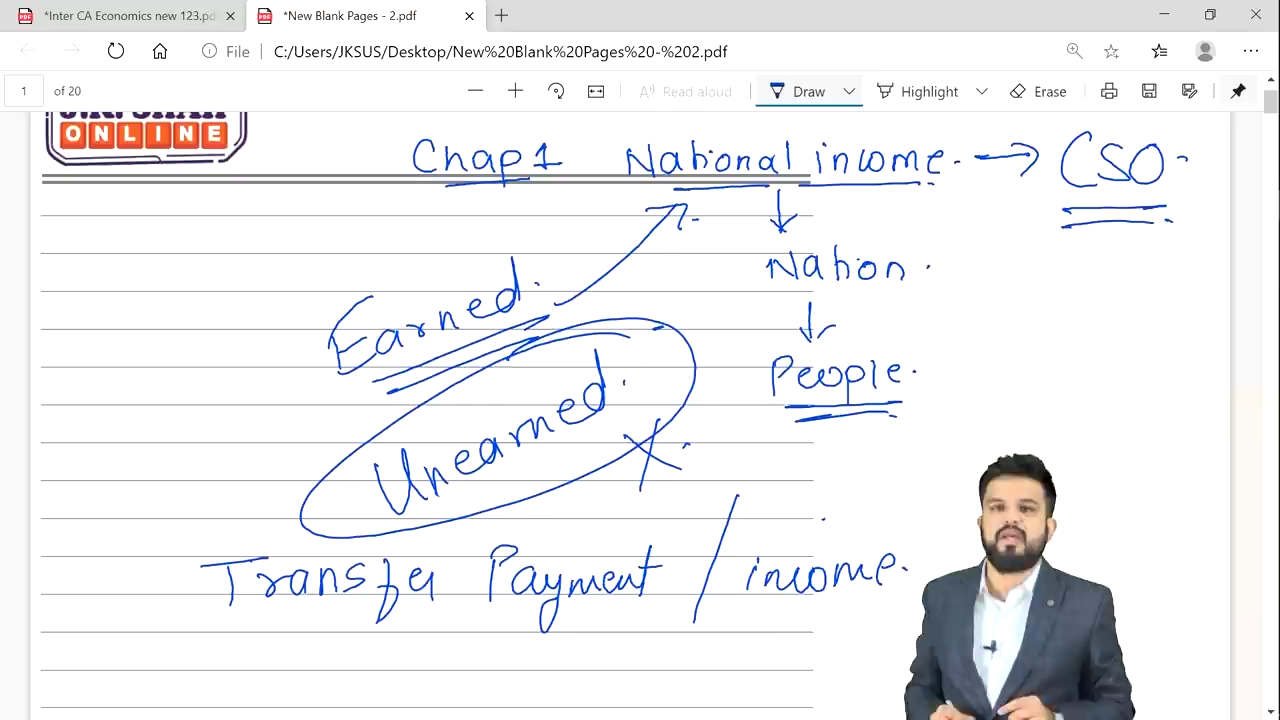 *Inter CA Economics new 123.pd
*New Blank Pages - 2.pdf
File C:/Users/JKSUS/Desktop/New%20Blank%20Pages%20-%202.pdf
1 of 20
Read aloud Draw Highlight Erase
ONLINE
Chap 1 National income. → CSO.
Nation.
Earned.
People.
Unearned.
Transfer Payment / income.